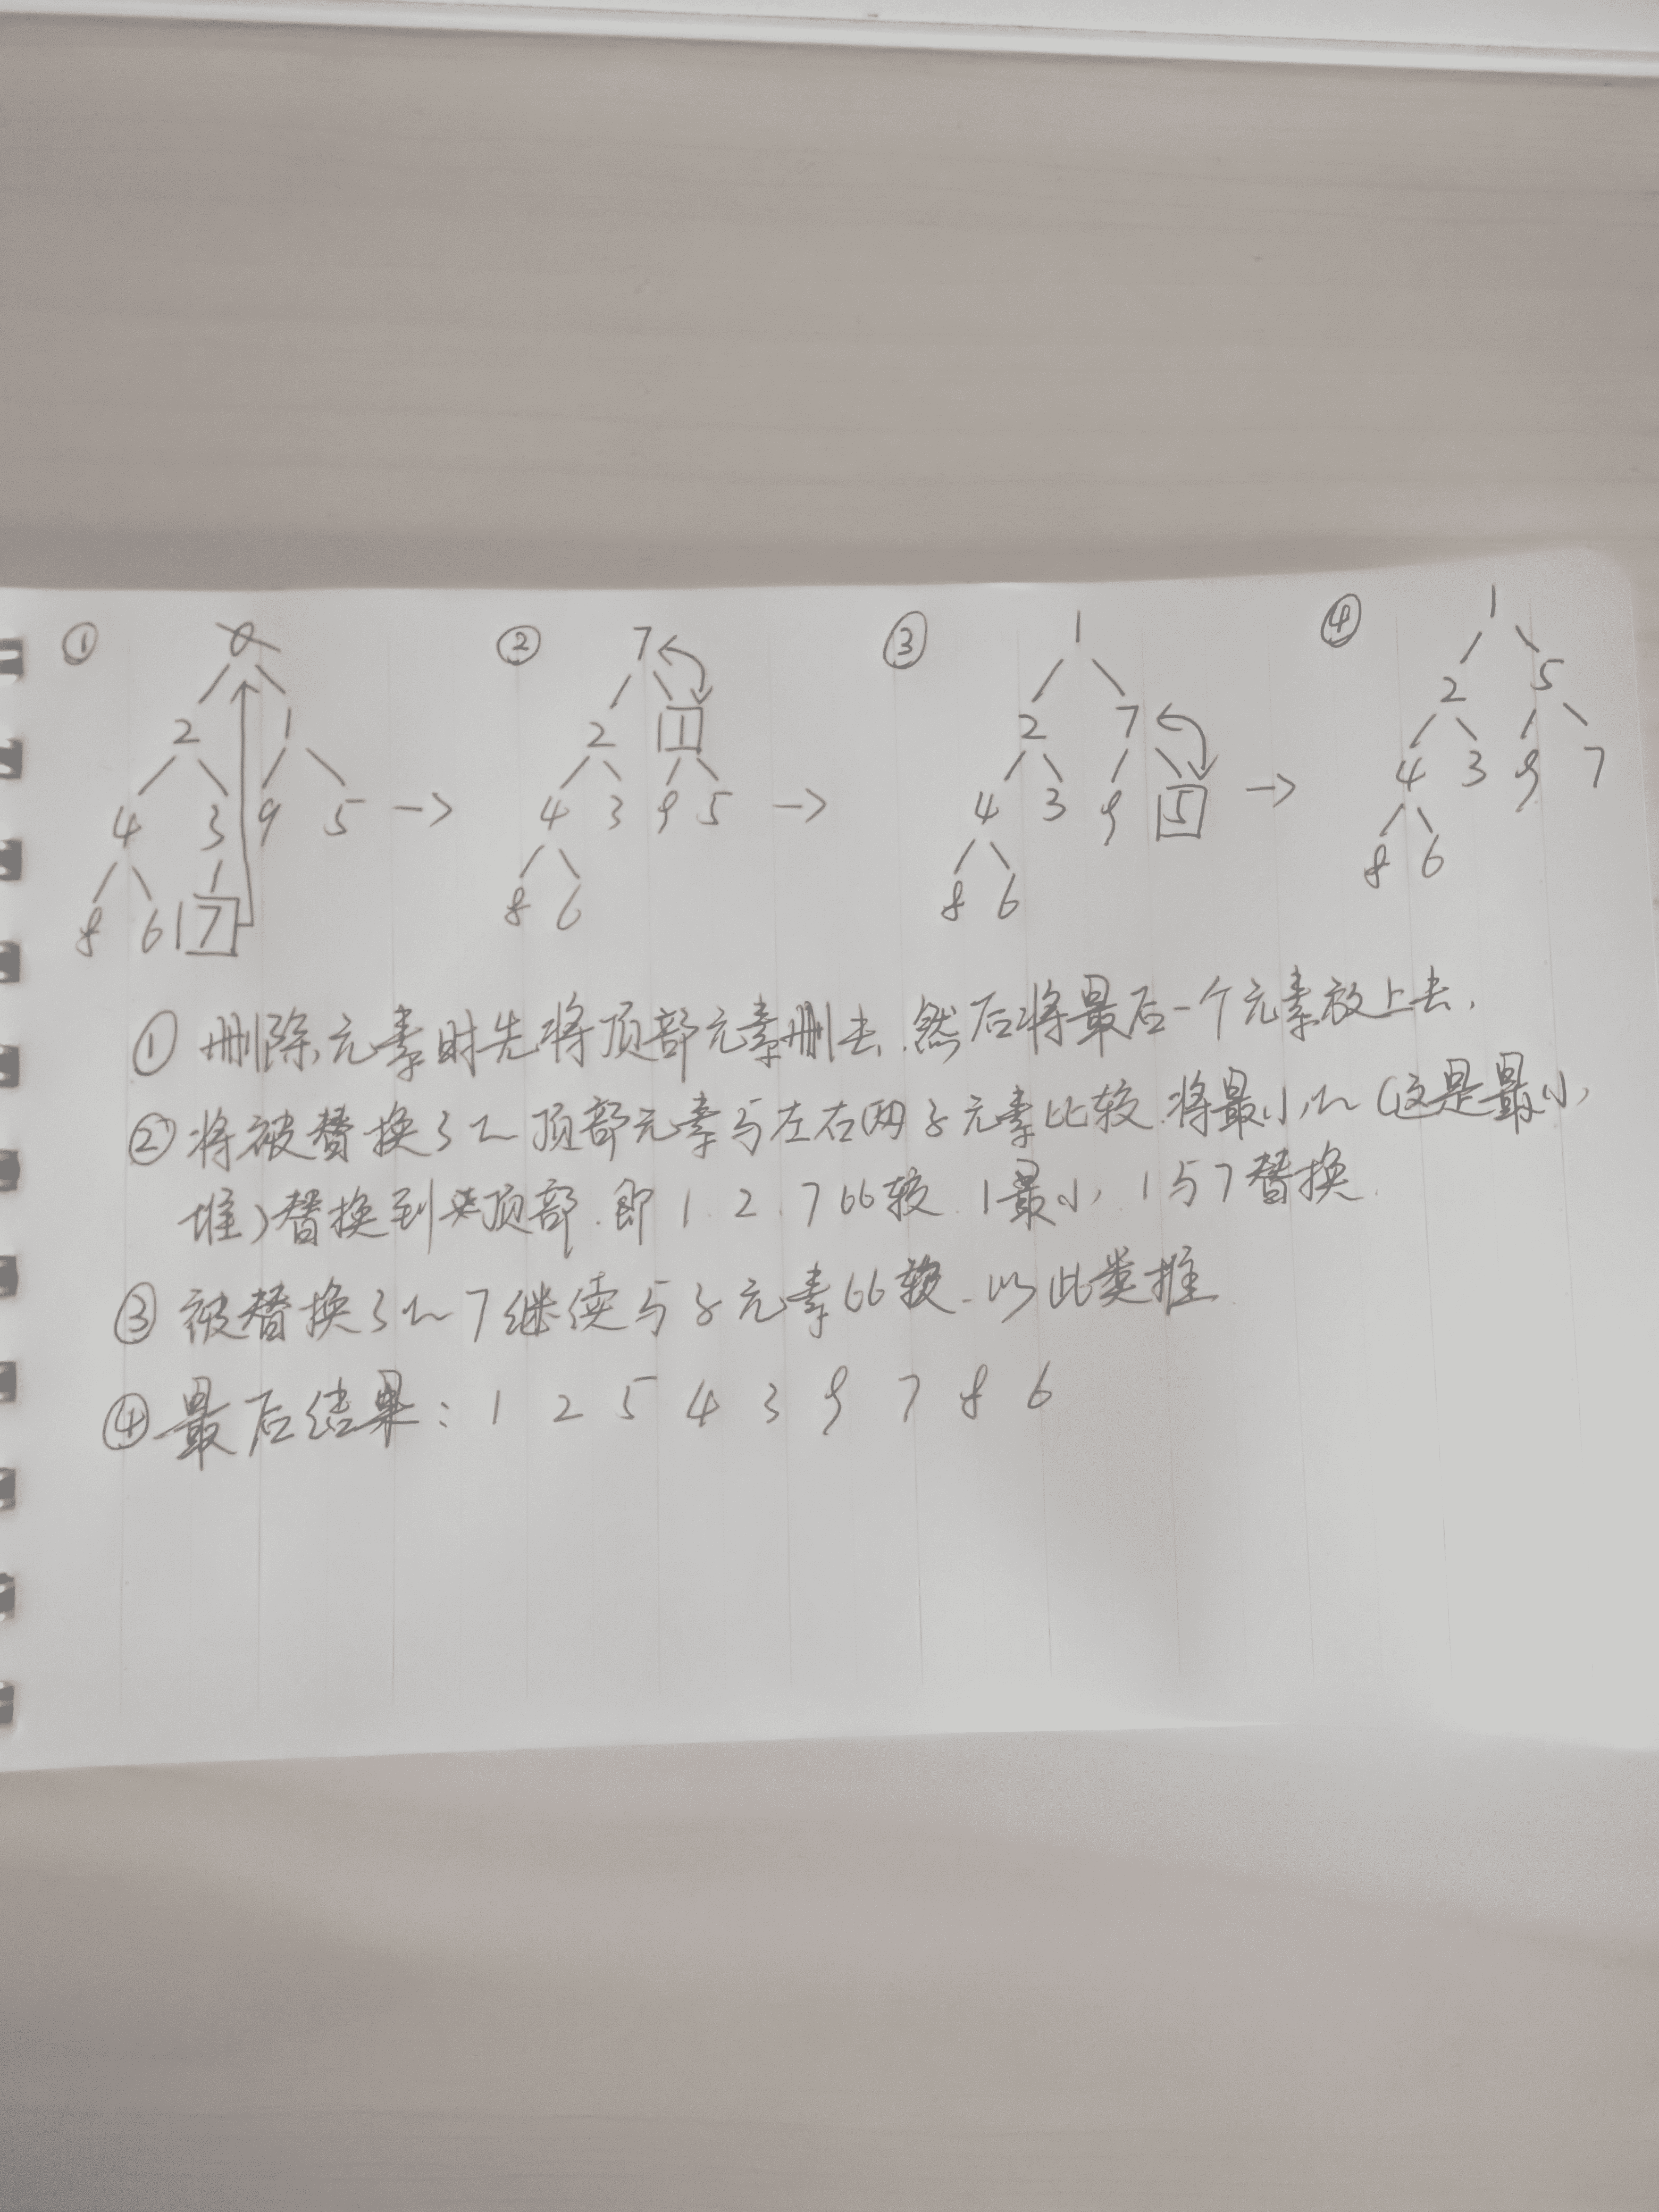 ① ② ③ ④
0 7 1 1
2 1 2 1 2 7 2 5
4 3 9 5 → 4 3 9 5 → 4 3 9 5 → 4 3 9 7
8 6 7 8 6 8 6 8 6
① 删除元素时先将顶部元素删去.然后将最后一个元素放上去.
② 将被替换了的顶部元素与左右两子元素比较.将最小的(这是最小
堆)替换到顶部.即1.2.7比较.1最小,1与7替换.
③ 被替换了的7继续与子元素比较.以此类推
④ 最后结果: 1 2 5 4 3 9 7 8 6